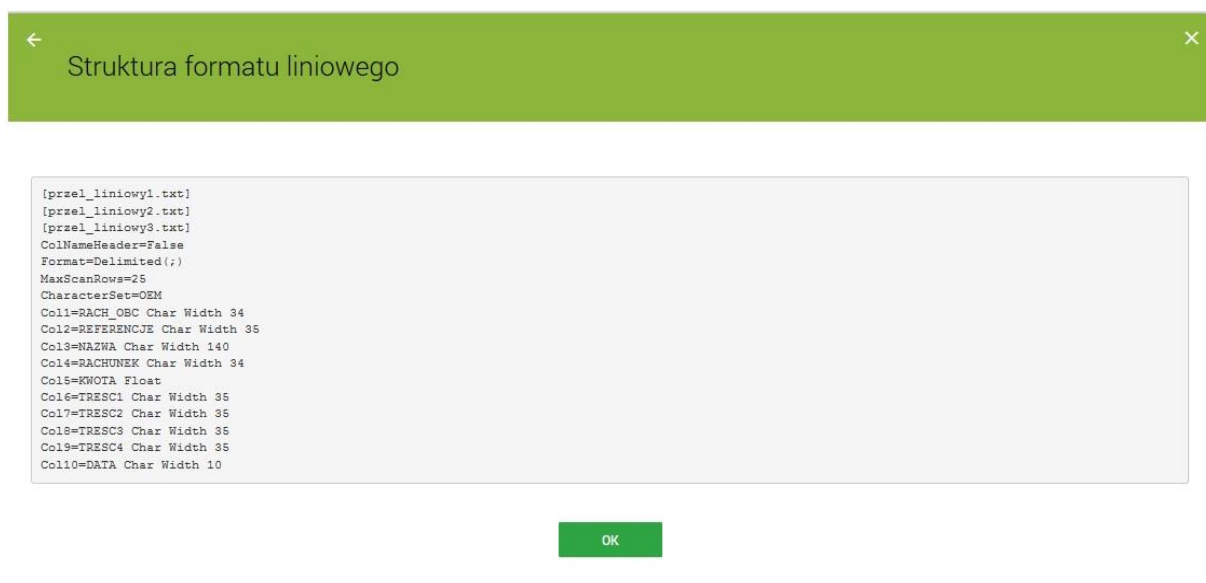 Struktura formatu liniowego
[przel_liniowy1.txt]
[przel_liniowy2.txt]
[przel_liniowy3.txt]
ColNameHeader=False
Format=Delimited(;)
MaxScanRows=25
CharacterSet=OEM
Col1=RACH_OBC Char Width 34
Col2=REFERENCJE Char Width 35
Col3=NAZWA Char Width 140
Col4=RACHUNEK Char Width 34
Col5=KWOTA Float
Col6=TRESC1 Char Width 35
Col7=TRESC2 Char Width 35
Col8=TRESC3 Char Width 35
Col9=TRESC4 Char Width 35
Col10=DATA Char Width 10
OK